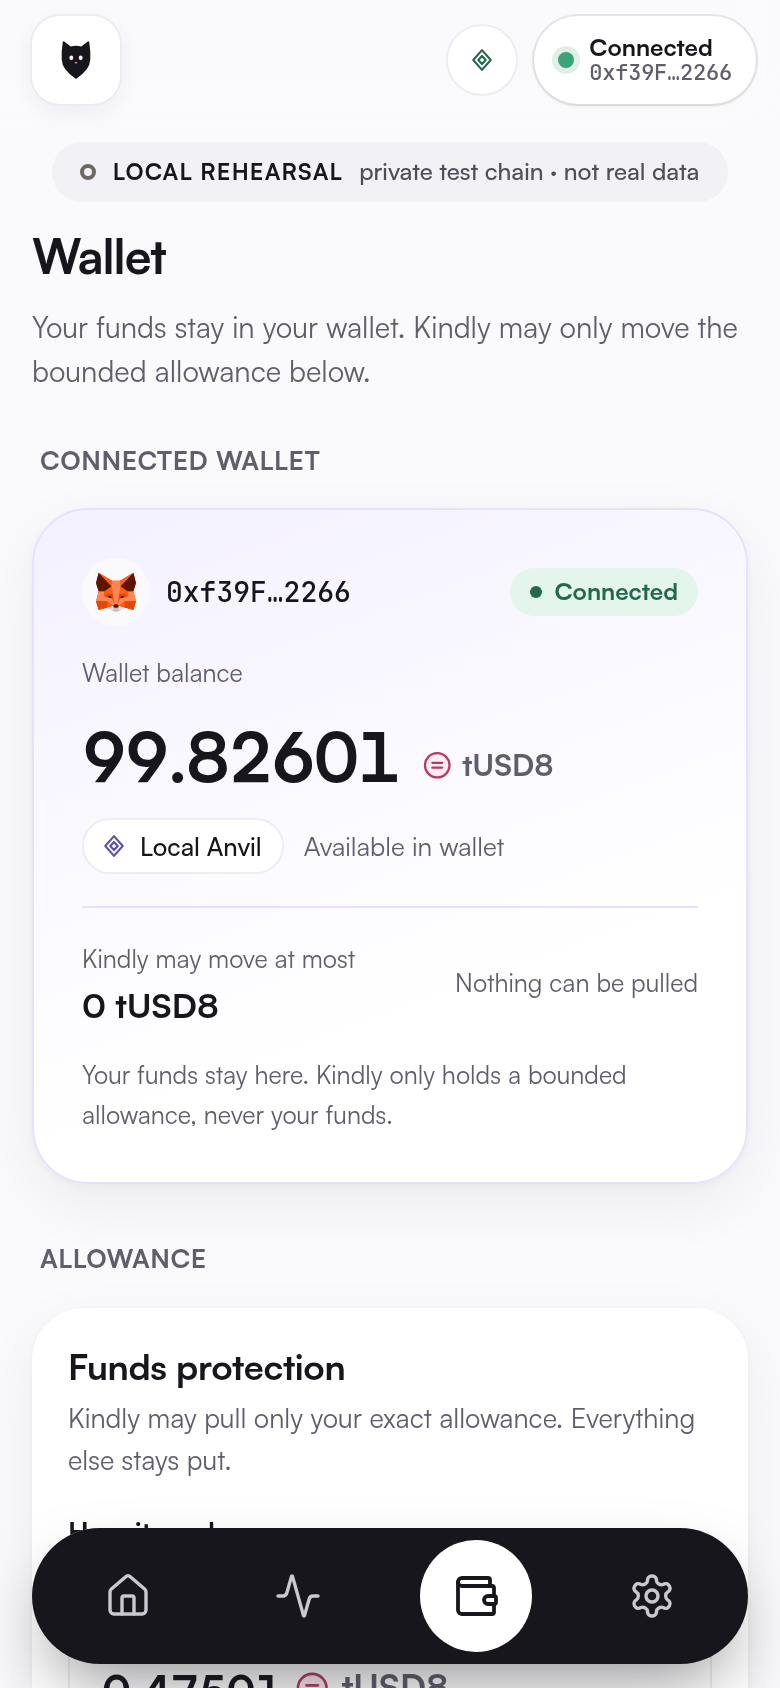 Connected
0xf39F…2266
LOCAL REHEARSAL private test chain · not real data
Wallet
Your funds stay in your wallet. Kindly may only move the
bounded allowance below.
CONNECTED WALLET
0xf39F…2266
Connected
Wallet balance
99.82601 tUSD8
Local Anvil
Available in wallet
Kindly may move at most
0 tUSD8
Nothing can be pulled
Your funds stay here. Kindly only holds a bounded
allowance, never your funds.
ALLOWANCE
Funds protection
Kindly may pull only your exact allowance. Everything
else stays put.
0.47501 tUSD8